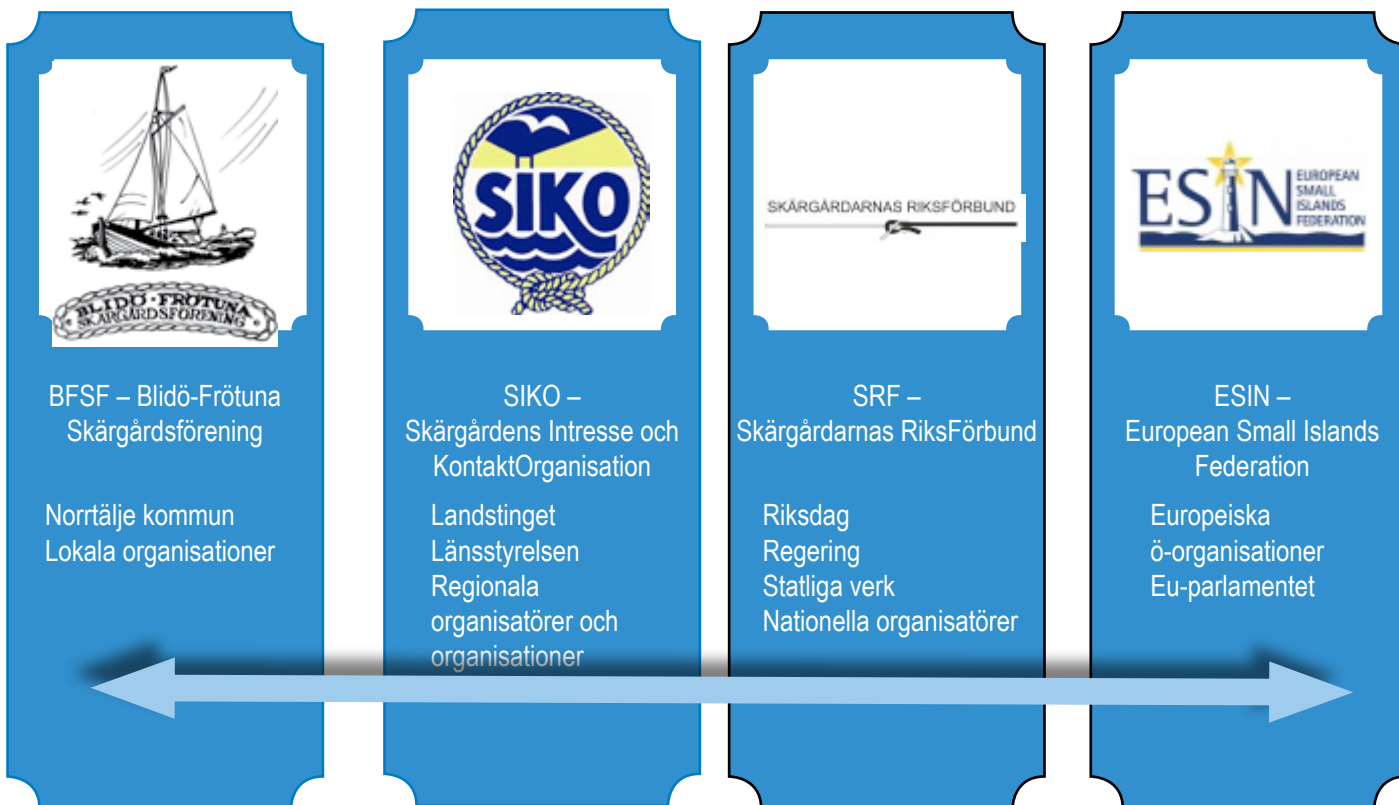 BLIDÖ · FRÖTUNA
SKÄRGÅRDSFÖRENING
BFSF – Blidö-Frötuna
Skärgårdsförening
Norrtälje kommun
Lokala organisationer
SIKO
SIKO –
Skärgårdens Intresse och
KontaktOrganisation
Landstinget
Länsstyrelsen
Regionala
organisatörer och
organisationer
SKÄRGÅRDARNAS RIKSFÖRBUND
SRF –
Skärgårdarnas RiksFörbund
Riksdag
Regering
Statliga verk
Nationella organisatörer
ESIN
EUROPEAN
SMALL
ISLANDS
FEDERATION
ESIN –
European Small Islands
Federation
Europeiska
ö-organisationer
Eu-parlamentet